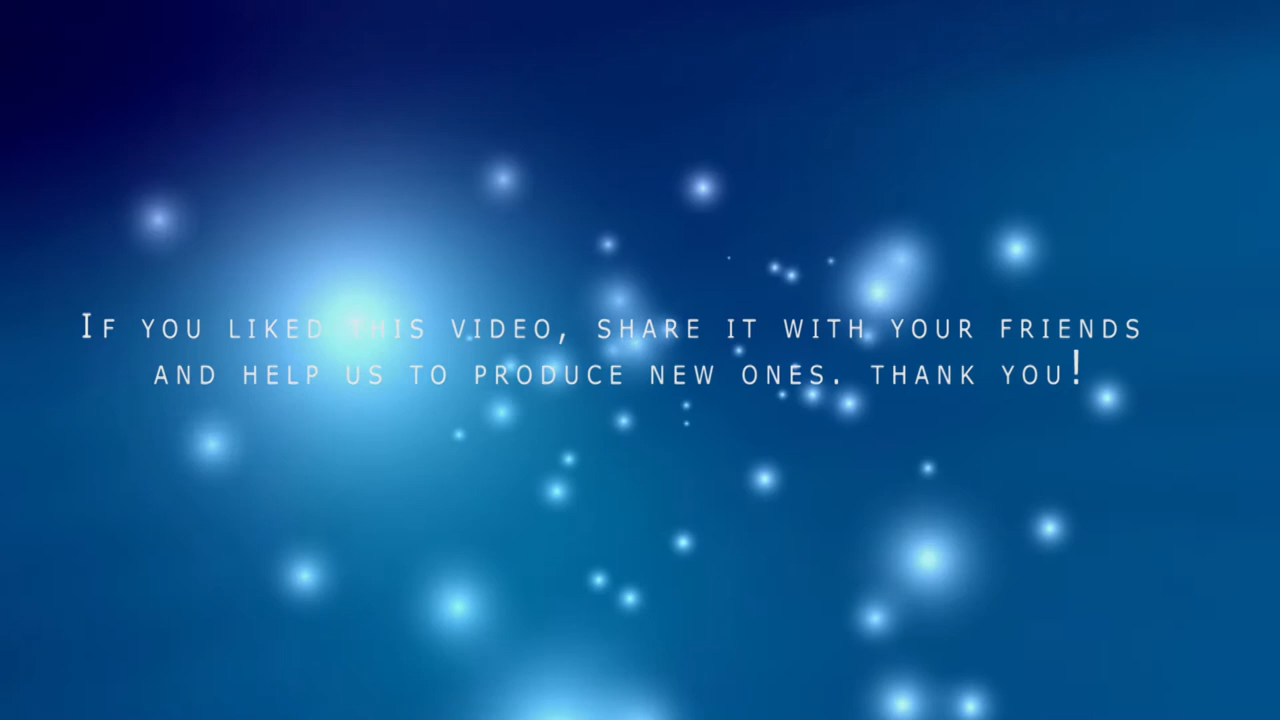 If you liked this video, share it with your friends
and help us to produce new ones. thank you!